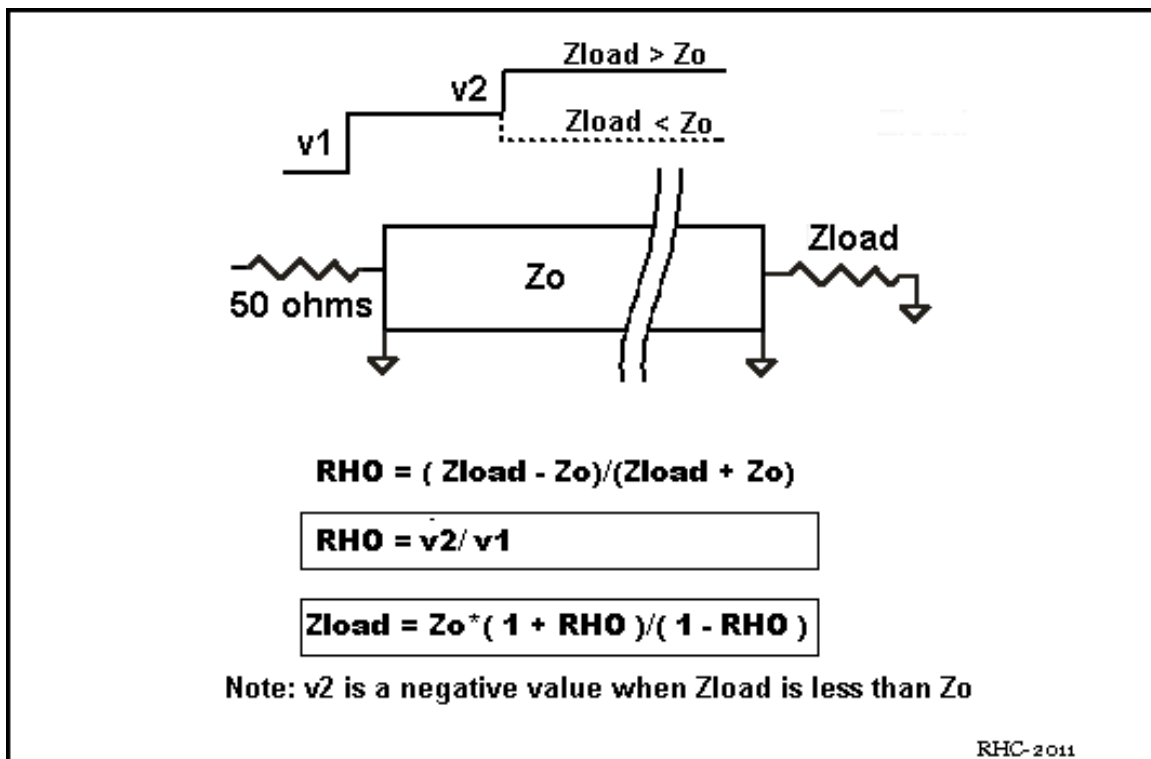 Zload > Zo
v2
Zload < Zo
v1
Zload
Zo
50 ohms
RHO = ( Zload - Zo)/(Zload + Zo)
RHO = v2/ v1
Zload = Zo*( 1 + RHO )/( 1 - RHO )
Note: v2 is a negative value when Zload is less than Zo
RHC-2011